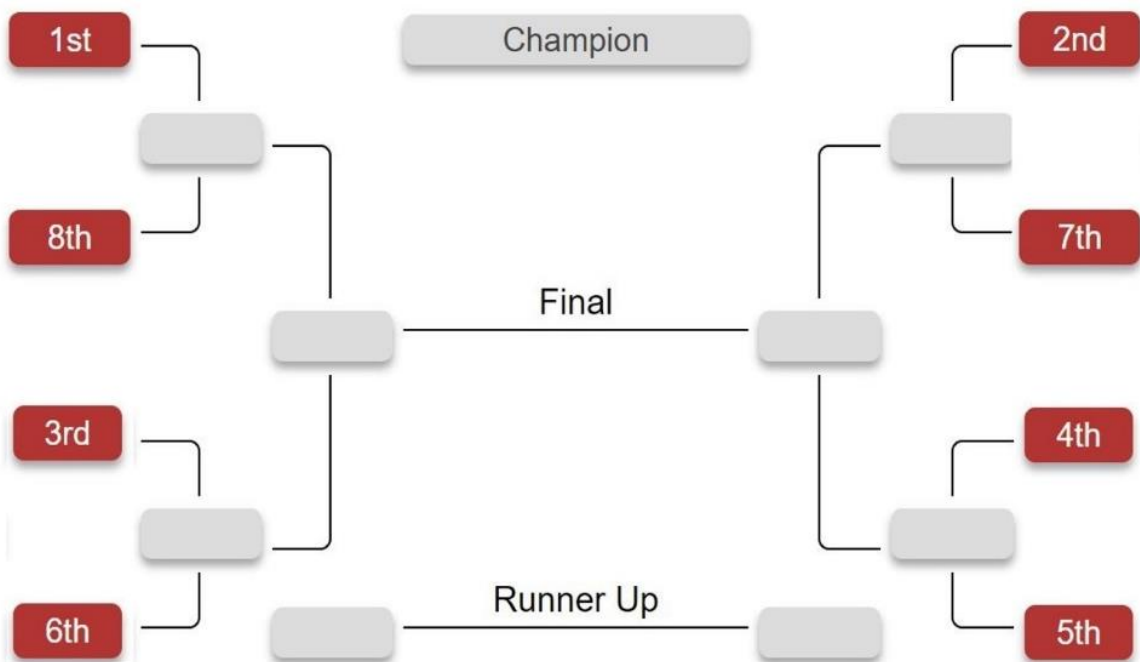 1st
Champion
2nd
8th
7th
Final
3rd
4th
Runner Up
6th
5th